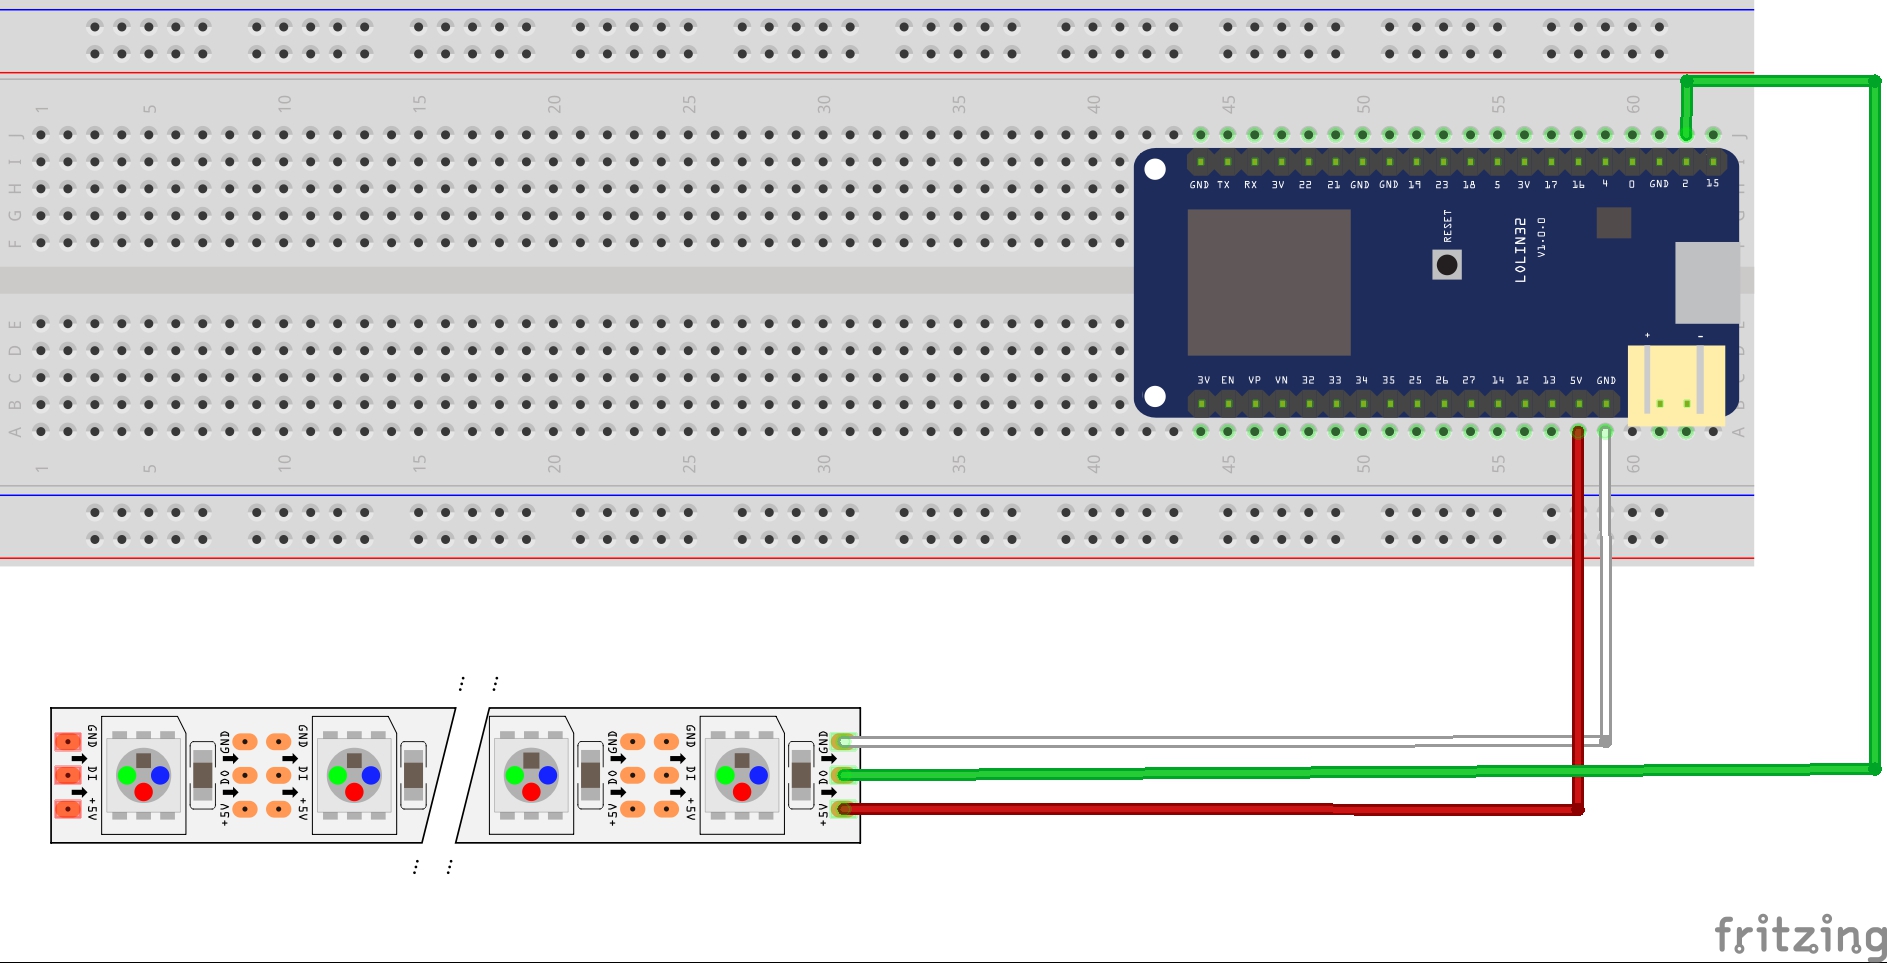 1 5 10 15 20 25 30 35 40 45 50 55 60
J J
I I
H H
G G
F F
GND TX RX 3V 22 21 GND GND 19 23 18 5 3V 17 16 4 0 GND 2 15
RESET
LOLIN32
V1.0.0
+ -
E E
D D
C C
B B
A A
3V EN VP VN 32 33 34 35 25 26 27 14 12 13 5V GND
1 5 10 15 20 25 30 35 40 45 50 55 60
GND GND GND GND GND GND
DI DO DI DO DI DO
+5V +5V +5V +5V +5V +5V
fritzing